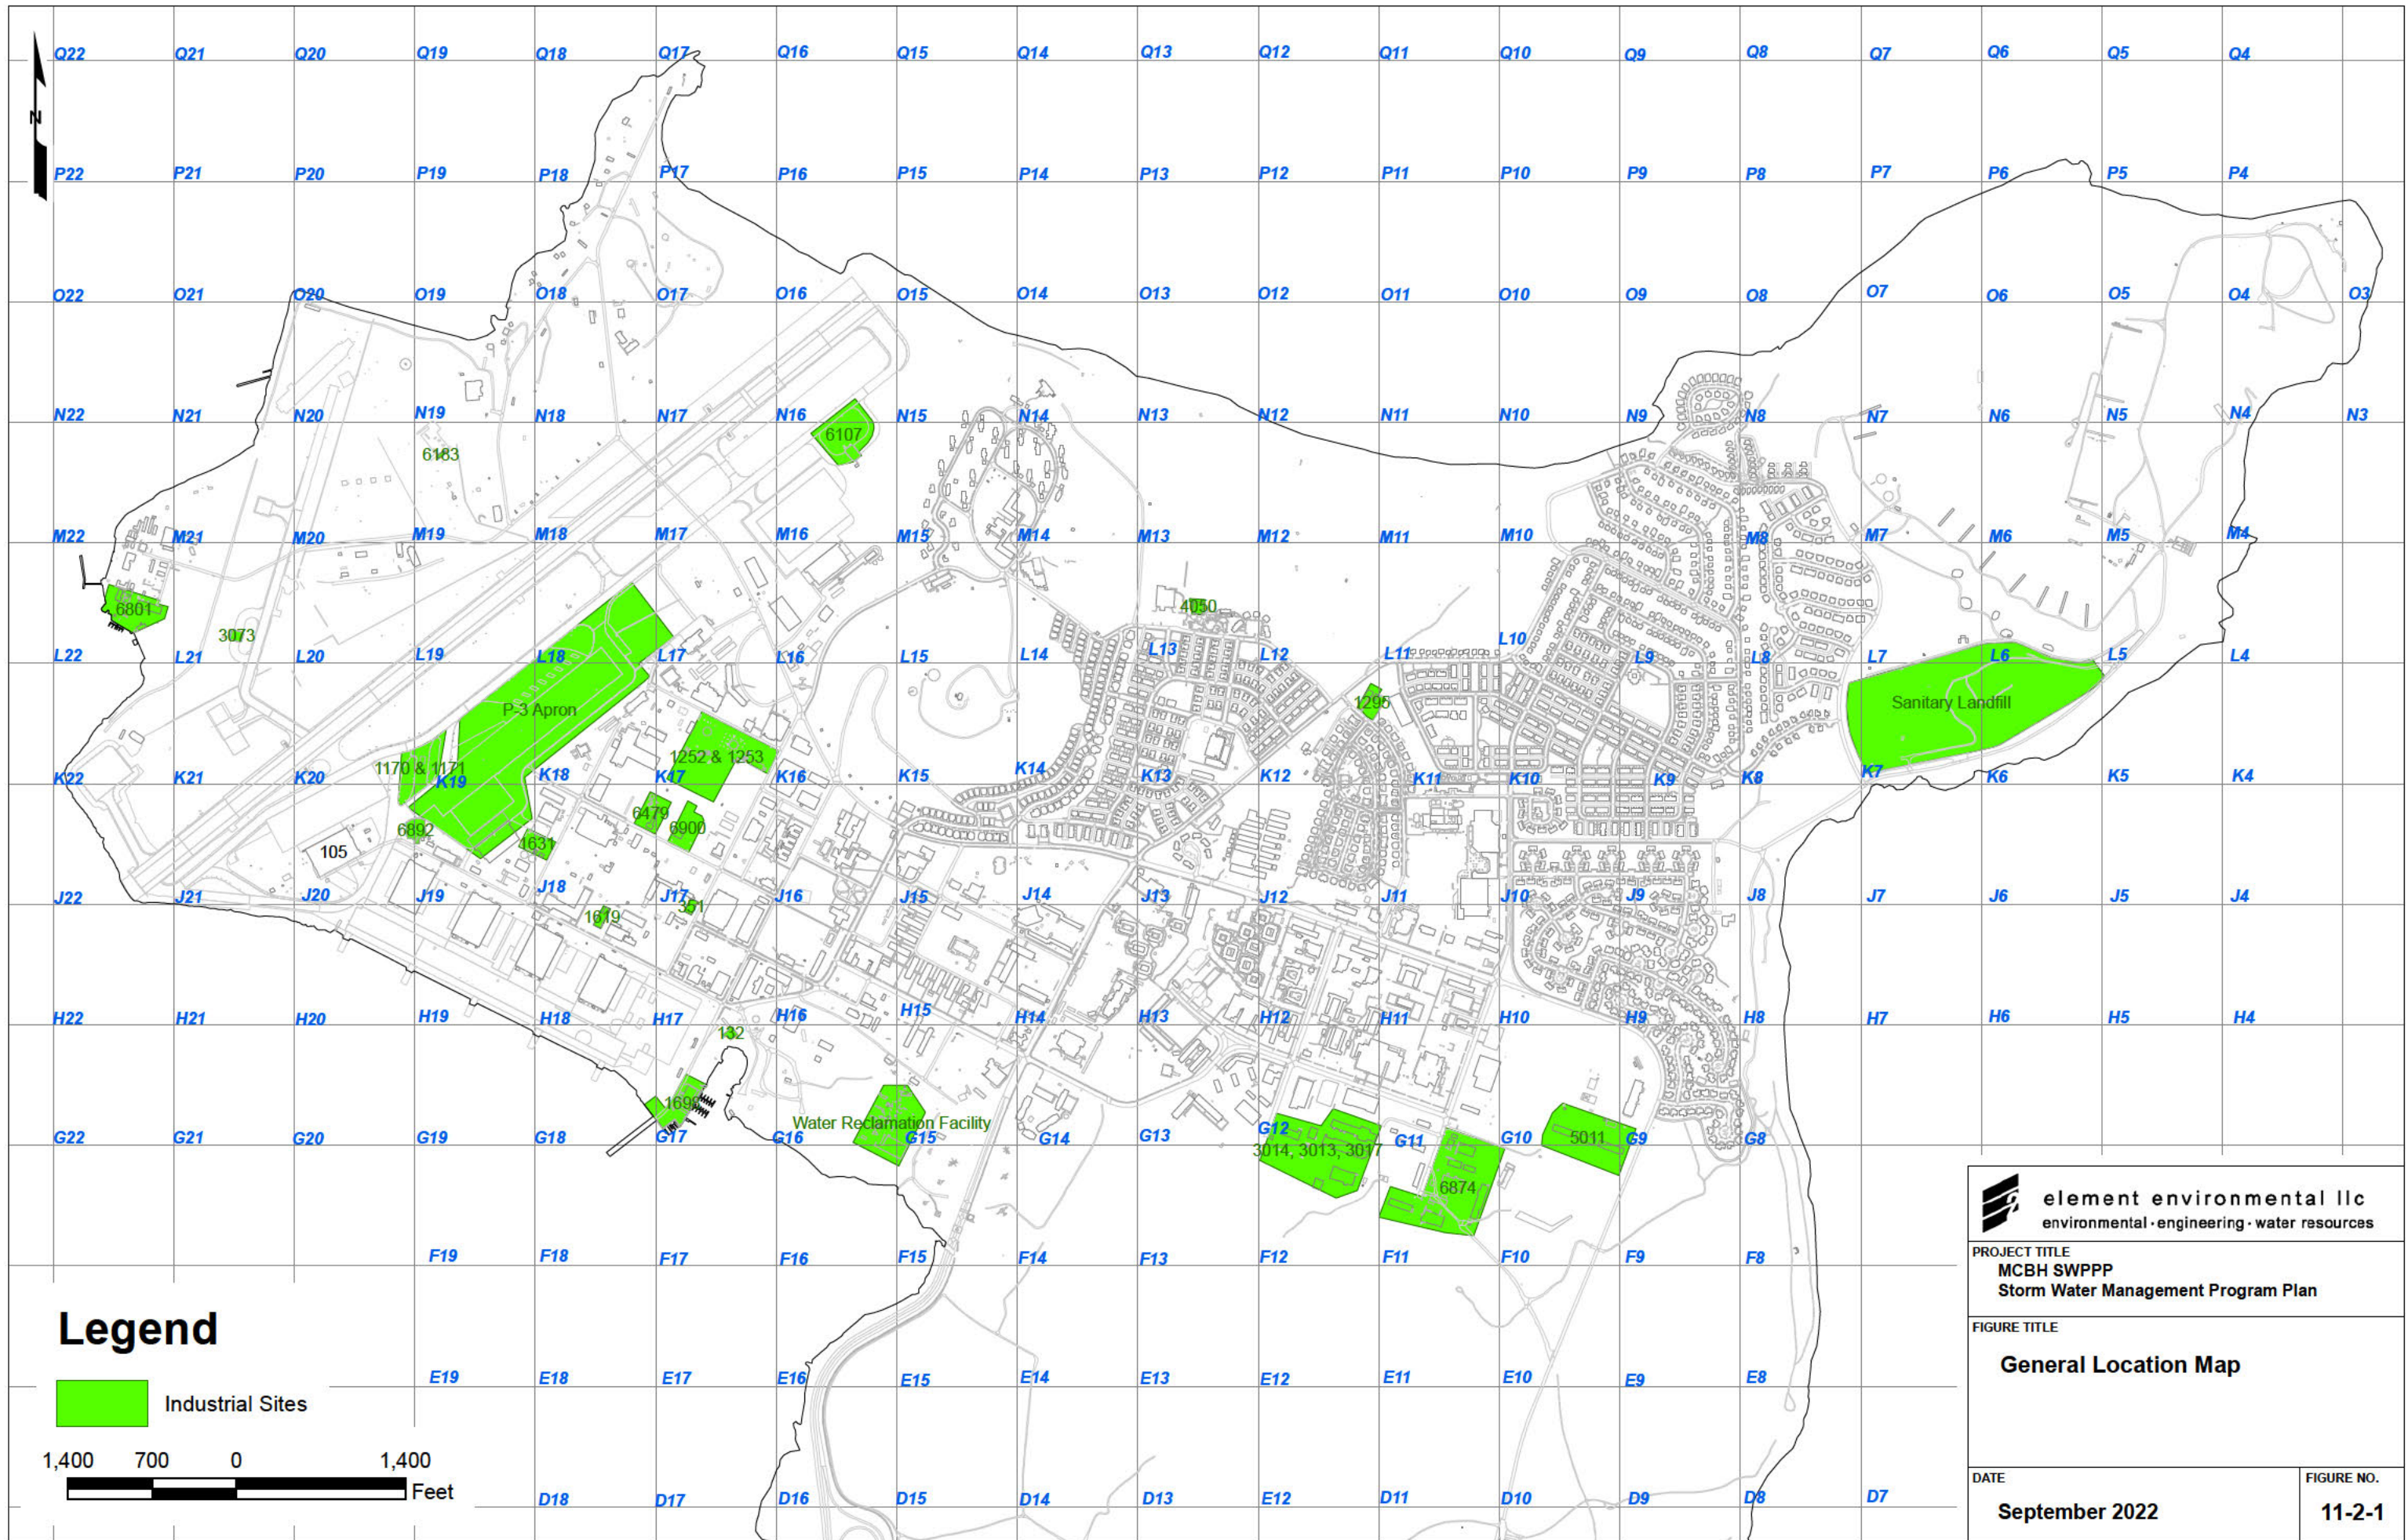 Q22 Q21 Q20 Q19 Q18 Q17 Q16 Q15 Q14 Q13 Q12 Q11 Q10 Q9 Q8 Q7 Q6 Q5 Q4
N
P22 P21 P20 P19 P18 P17 P16 P15 P14 P13 P12 P11 P10 P9 P8 P7 P6 P5 P4
O22 O21 O20 O19 O18 O17 O16 O15 O14 O13 O12 O11 O10 O9 O8 O7 O6 O5 O4 O3
N22 N21 N20 N19 N18 N17 N16 N15 N14 N13 N12 N11 N10 N9 N8 N7 N6 N5 N4 N3
6107
6183
M22 M21 M20 M19 M18 M17 M16 M15 M14 M13 M12 M11 M10 M8 M7 M6 M5 M4
6801 4050
3073
L22 L21 L20 L19 L18 L17 L16 L15 L14 L13 L12 L11 L10 L9 L8 L7 L6 L5 L4
P-3 Apron 1295 Sanitary Landfill
1170 & 1171 1252 & 1253
K22 K21 K20 K19 K18 K17 K16 K15 K14 K13 K12 K11 K10 K9 K8 K7 K6 K5 K4
6479
6892 6900
105 4631
J22 J21 J20 J19 J18 J17 J16 J15 J14 J13 J12 J11 J10 J9 J8 J7 J6 J5 J4
1619 351
H22 H21 H20 H19 H18 H17 H16 H15 H14 H13 H12 H11 H10 H9 H8 H7 H6 H5 H4
132
1698
Water Reclamation Facility
G22 G21 G20 G19 G18 G17 G16 G15 G14 G13 G12 G11 G10 G9 G8
5011
3014, 3013, 3017
6874
F19 F18 F17 F16 F15 F14 F13 F12 F11 F10 F9 F8
E19 E18 E17 E16 E15 E14 E13 E12 E11 E10 E9 E8
D18 D17 D16 D15 D14 D13 E12 D11 D10 D9 D8 D7
Legend
Industrial Sites
1,400 700 0 1,400
Feet
element environmental llc
environmental · engineering · water resources
PROJECT TITLE
MCBH SWPPP
Storm Water Management Program Plan
FIGURE TITLE
General Location Map
DATE
September 2022
FIGURE NO.
11-2-1